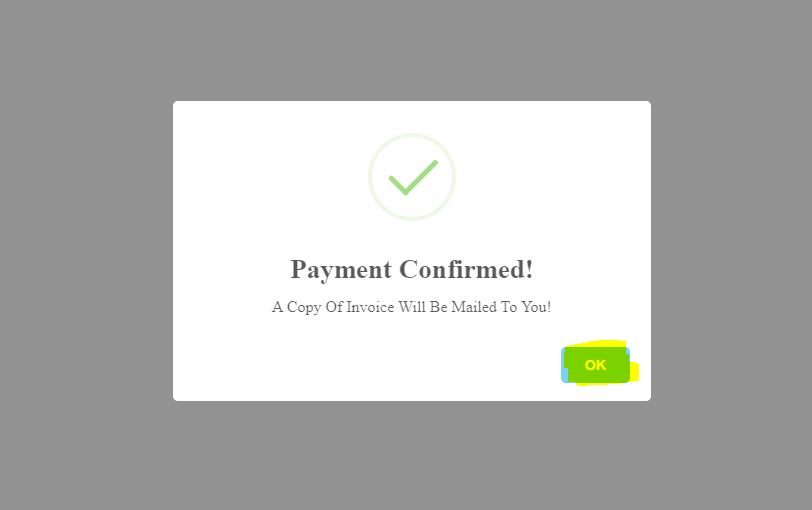 Payment Confirmed!
A Copy Of Invoice Will Be Mailed To You!
OK